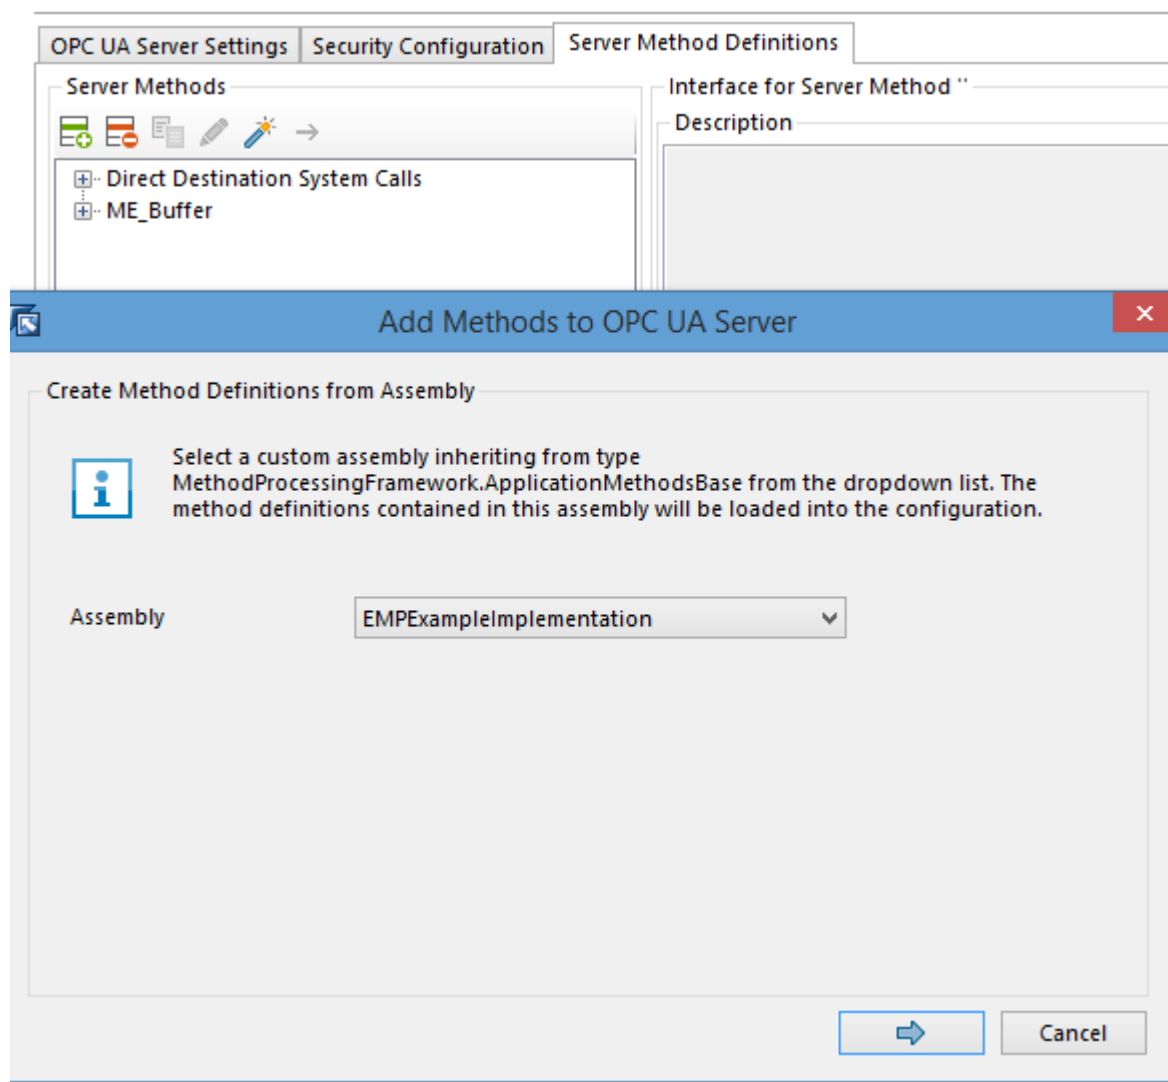 OPC UA Server Settings
Security Configuration
Server Method Definitions
Server Methods
Interface for Server Method ''
Description
Direct Destination System Calls
ME_Buffer
Add Methods to OPC UA Server
Create Method Definitions from Assembly
Select a custom assembly inheriting from type
MethodProcessingFramework.ApplicationMethodsBase from the dropdown list. The
method definitions contained in this assembly will be loaded into the configuration.
Assembly
EMPExampleImplementation
Cancel